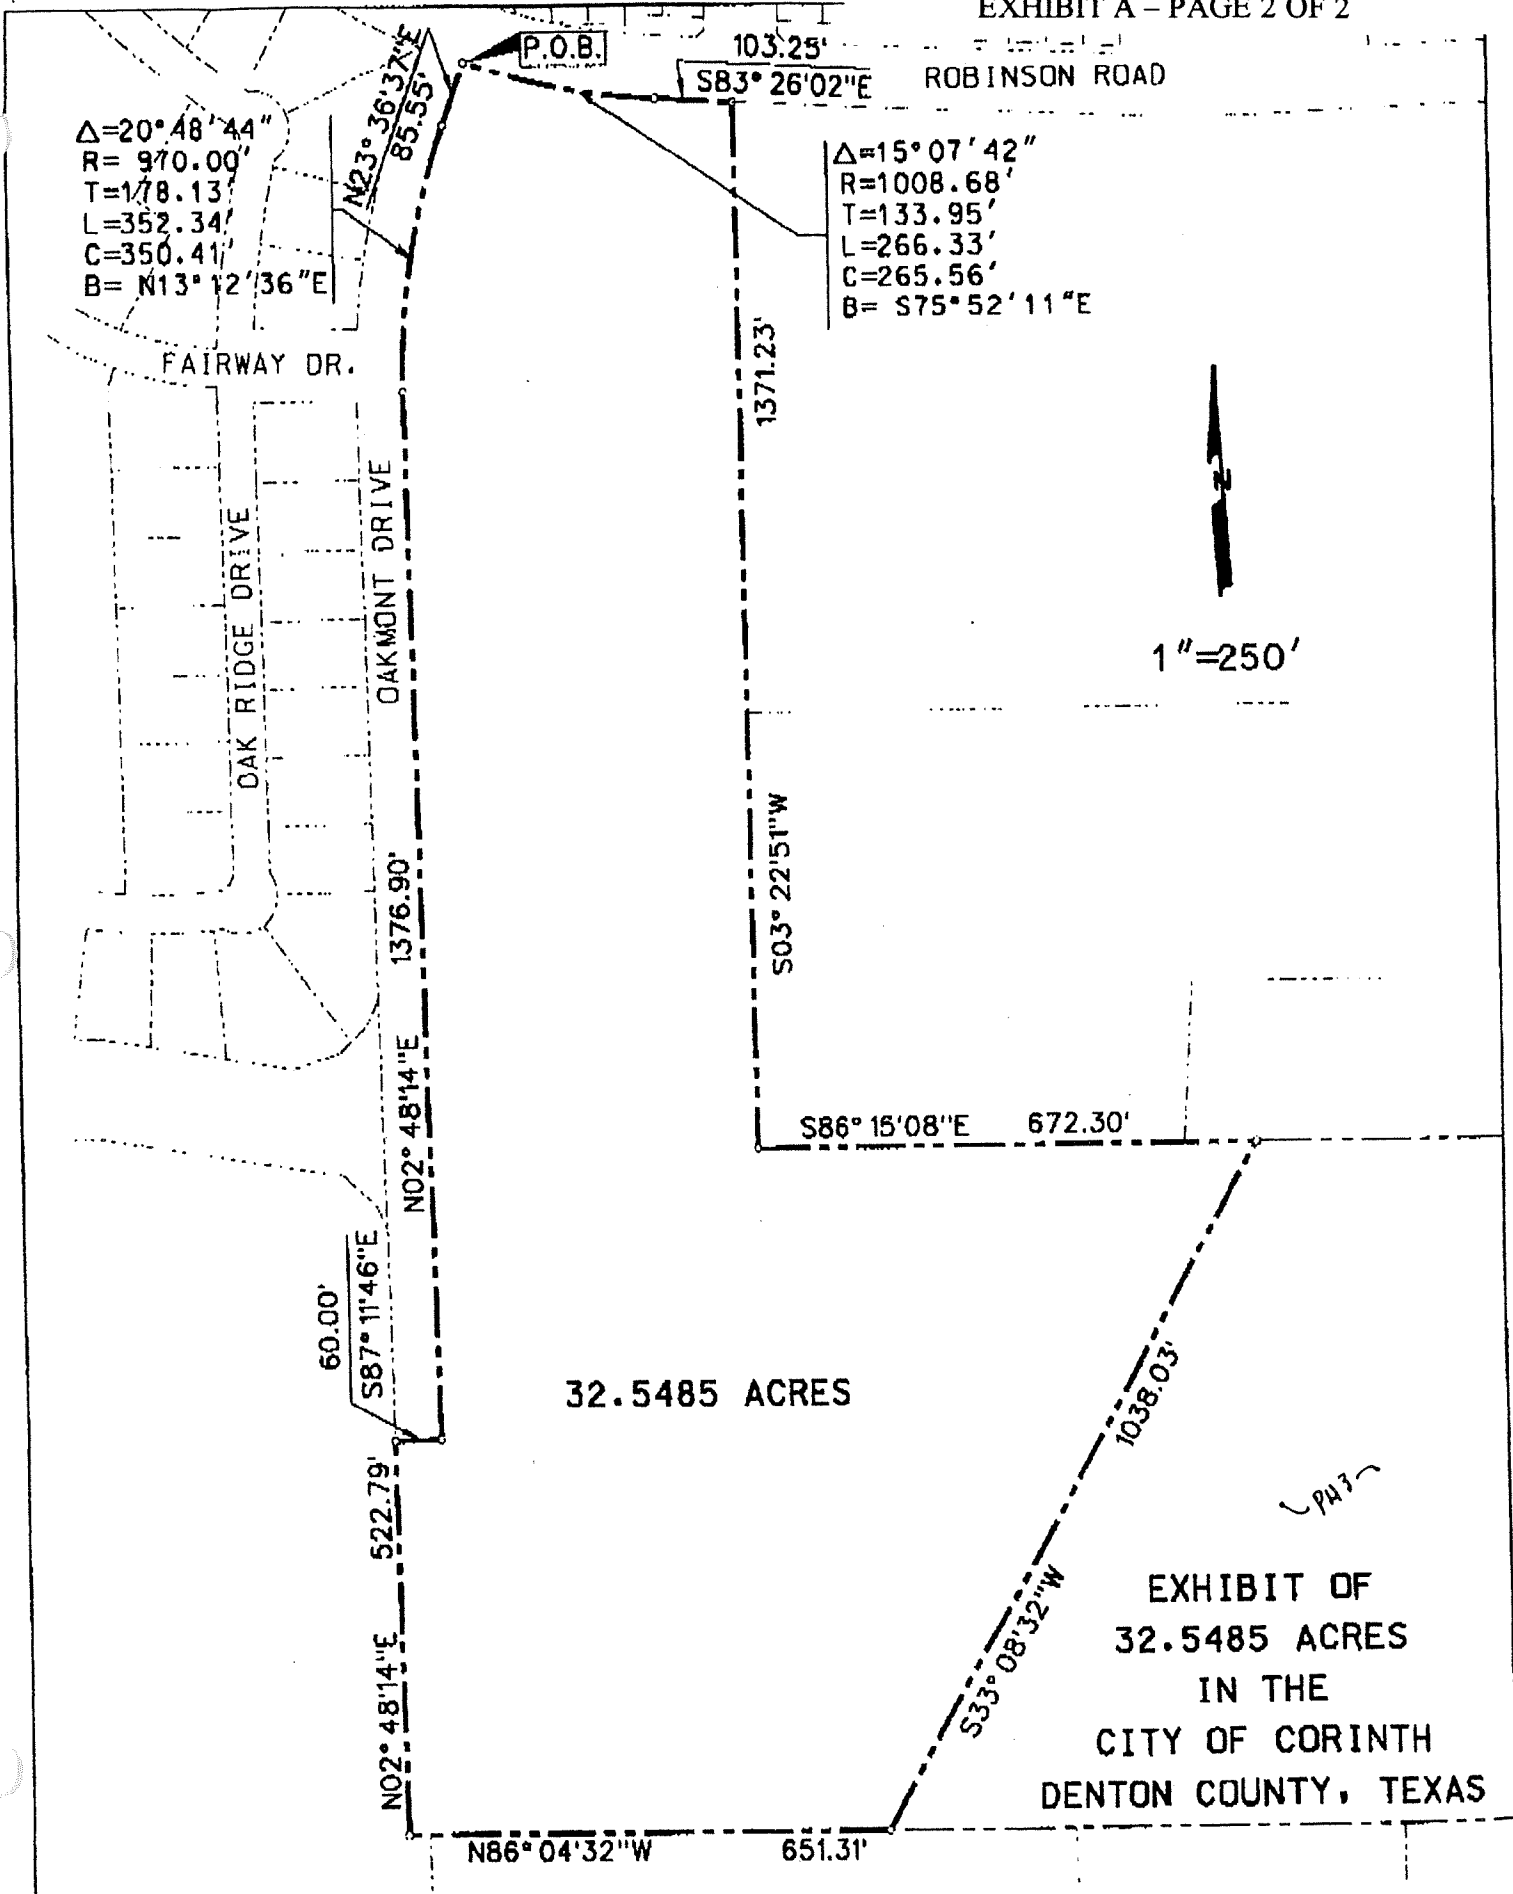 EXHIBIT A – PAGE 2 OF 2
P.O.B.
103.25'
S83°26'02"E
ROBINSON ROAD
N23°36'37"E
85.55'
Δ=20°48'44"
R= 970.00'
T=178.13'
L=352.34'
C=350.41'
B= N13°12'36"E
Δ=15°07'42"
R=1008.68'
T=133.95'
L=266.33'
C=265.56'
B= S75°52'11"E
FAIRWAY DR.
1371.23'
OAK RIDGE DRIVE
OAKMONT DRIVE
N
1"=250'
1376.90'
S03°22'51"W
N02°48'14"E
S86°15'08"E 672.30'
60.00'
S87°11'46"E
32.5485 ACRES
1038.03'
522.79'
PH3
S33°08'32"W
N02°48'14"E
EXHIBIT OF
32.5485 ACRES
IN THE
CITY OF CORINTH
DENTON COUNTY, TEXAS
N86°04'32"W 651.31'